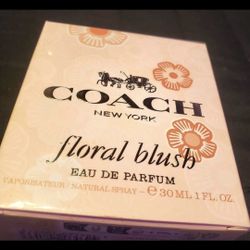 COACH
NEW YORK
floral blush
EAU DE PARFUM
VAPORISATEUR / NATURAL SPRAY - ℮ 30 ML 1 FL. OZ.